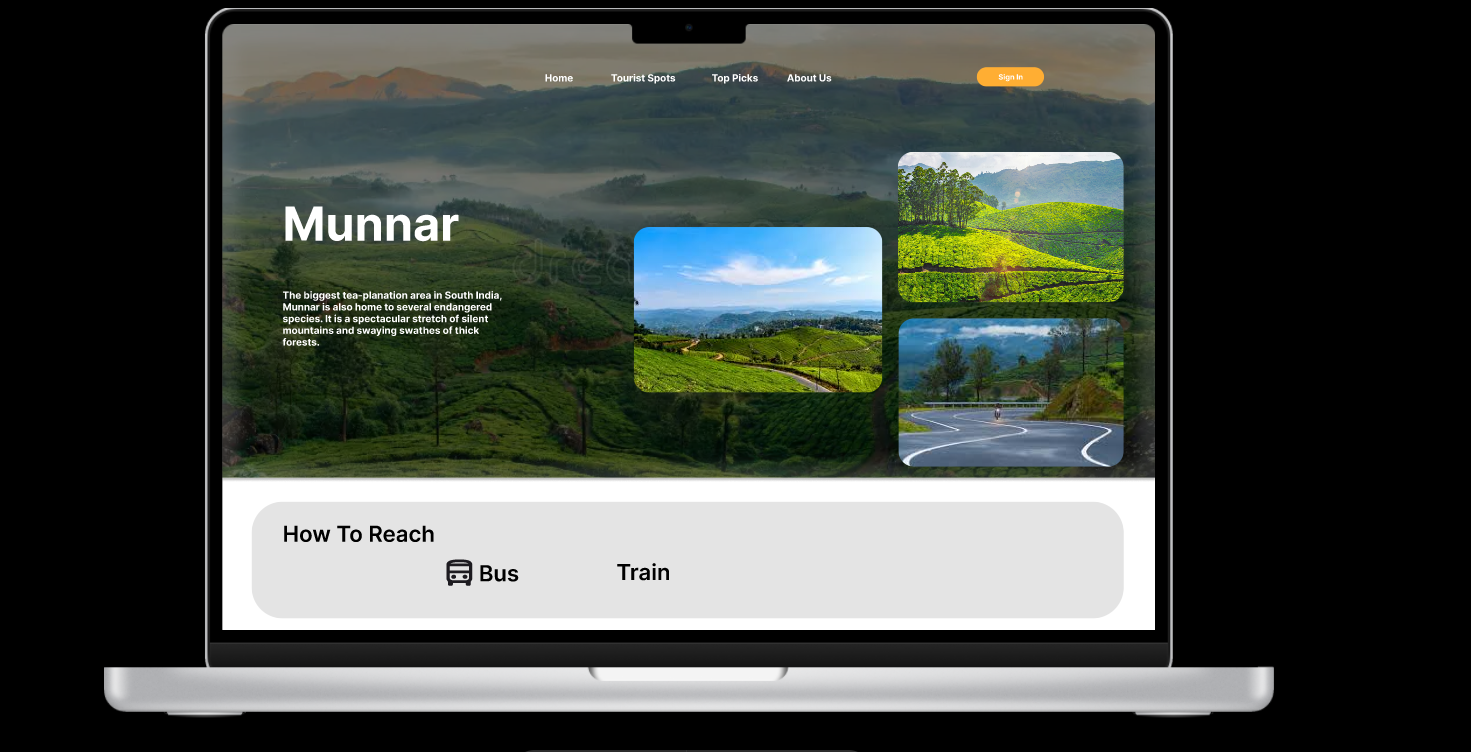 Home Tourist Spots Top Picks About Us Sign In
Munnar
The biggest tea-planation area in South India,
Munnar is also home to several endangered
species. It is a spectacular stretch of silent
mountains and swaying swathes of thick
forests.
How To Reach
Bus Train